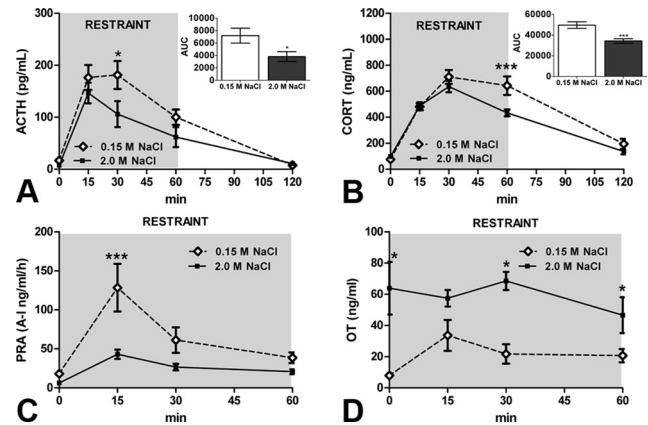 RESTRAINT
ACTH (pg/mL)
300
200
100
0
*
0.15 M NaCl
2.0 M NaCl
0 15 30 45 60 75 90 105 120
min
A
AUC
10000
8000
6000
4000
2000
0
*
0.15 M NaCl 2.0 M NaCl
RESTRAINT
CORT (ng/mL)
1200
1000
800
600
400
200
0
***
0.15 M NaCl
2.0 M NaCl
0 15 30 45 60 75 90 105 120
min
B
AUC
60000
40000
20000
0
***
0.15 M NaCl 2.0 M NaCl
RESTRAINT
PRA (A-I ng/ml/h)
200
150
100
50
0
***
0.15 M NaCl
2.0 M NaCl
0 15 30 45 60
min
C
RESTRAINT
OT (ng/ml)
100
80
60
40
20
0
* * *
0.15 M NaCl
2.0 M NaCl
0 15 30 45 60
min
D